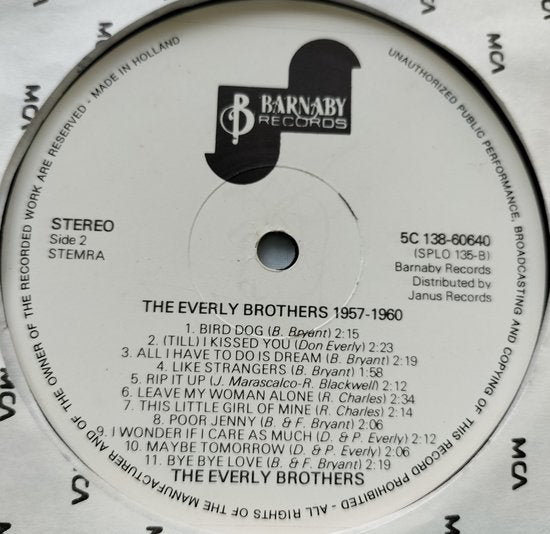 BARNABY
RECORDS
STEREO
Side 2
STEMRA
5C 138-60640
(SPLO 135-B)
Barnaby Records
Distributed by
Janus Records
THE EVERLY BROTHERS 1957-1960
1. BIRD DOG (B. Bryant) 2:15
2. (TILL) I KISSED YOU (Don Everly) 2:23
3. ALL I HAVE TO DO IS DREAM (B. Bryant) 2:19
4. LIKE STRANGERS (B. Bryant) 1:58
5. RIP IT UP (J. Marascalco-R. Blackwell) 2:12
6. LEAVE MY WOMAN ALONE (R. Charles) 2:34
7. THIS LITTLE GIRL OF MINE (R. Charles) 2:14
8. POOR JENNY (B. & F. Bryant) 2:06
9. I WONDER IF I CARE AS MUCH (D. & P. Everly) 2:12
10. MAYBE TOMORROW (D. & P. Everly) 2:06
11. BYE BYE LOVE (B. & F. Bryant) 2:19
THE EVERLY BROTHERS
UNAUTHORIZED PUBLIC PERFORMANCE, BROADCASTING AND COPYING OF THIS RECORD PROHIBITED - ALL RIGHTS OF THE MANUFACTURER AND OF THE OWNER OF THE RECORDED WORK ARE RESERVED - MADE IN HOLLAND
MCA
MCA
MCA
MCA
MCA
MCA
MCA